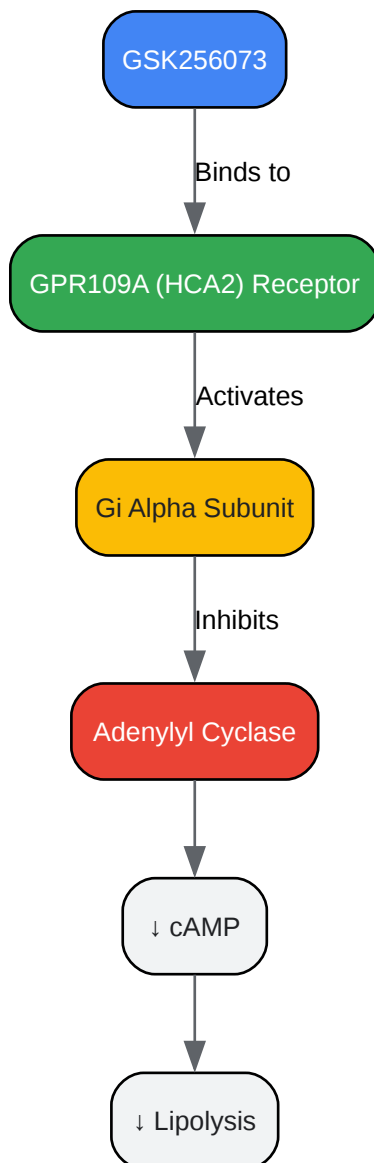 GSK256073
Binds to
GPR109A (HCA2) Receptor
Activates
Gi Alpha Subunit
Inhibits
Adenylyl Cyclase
↓ cAMP
↓ Lipolysis